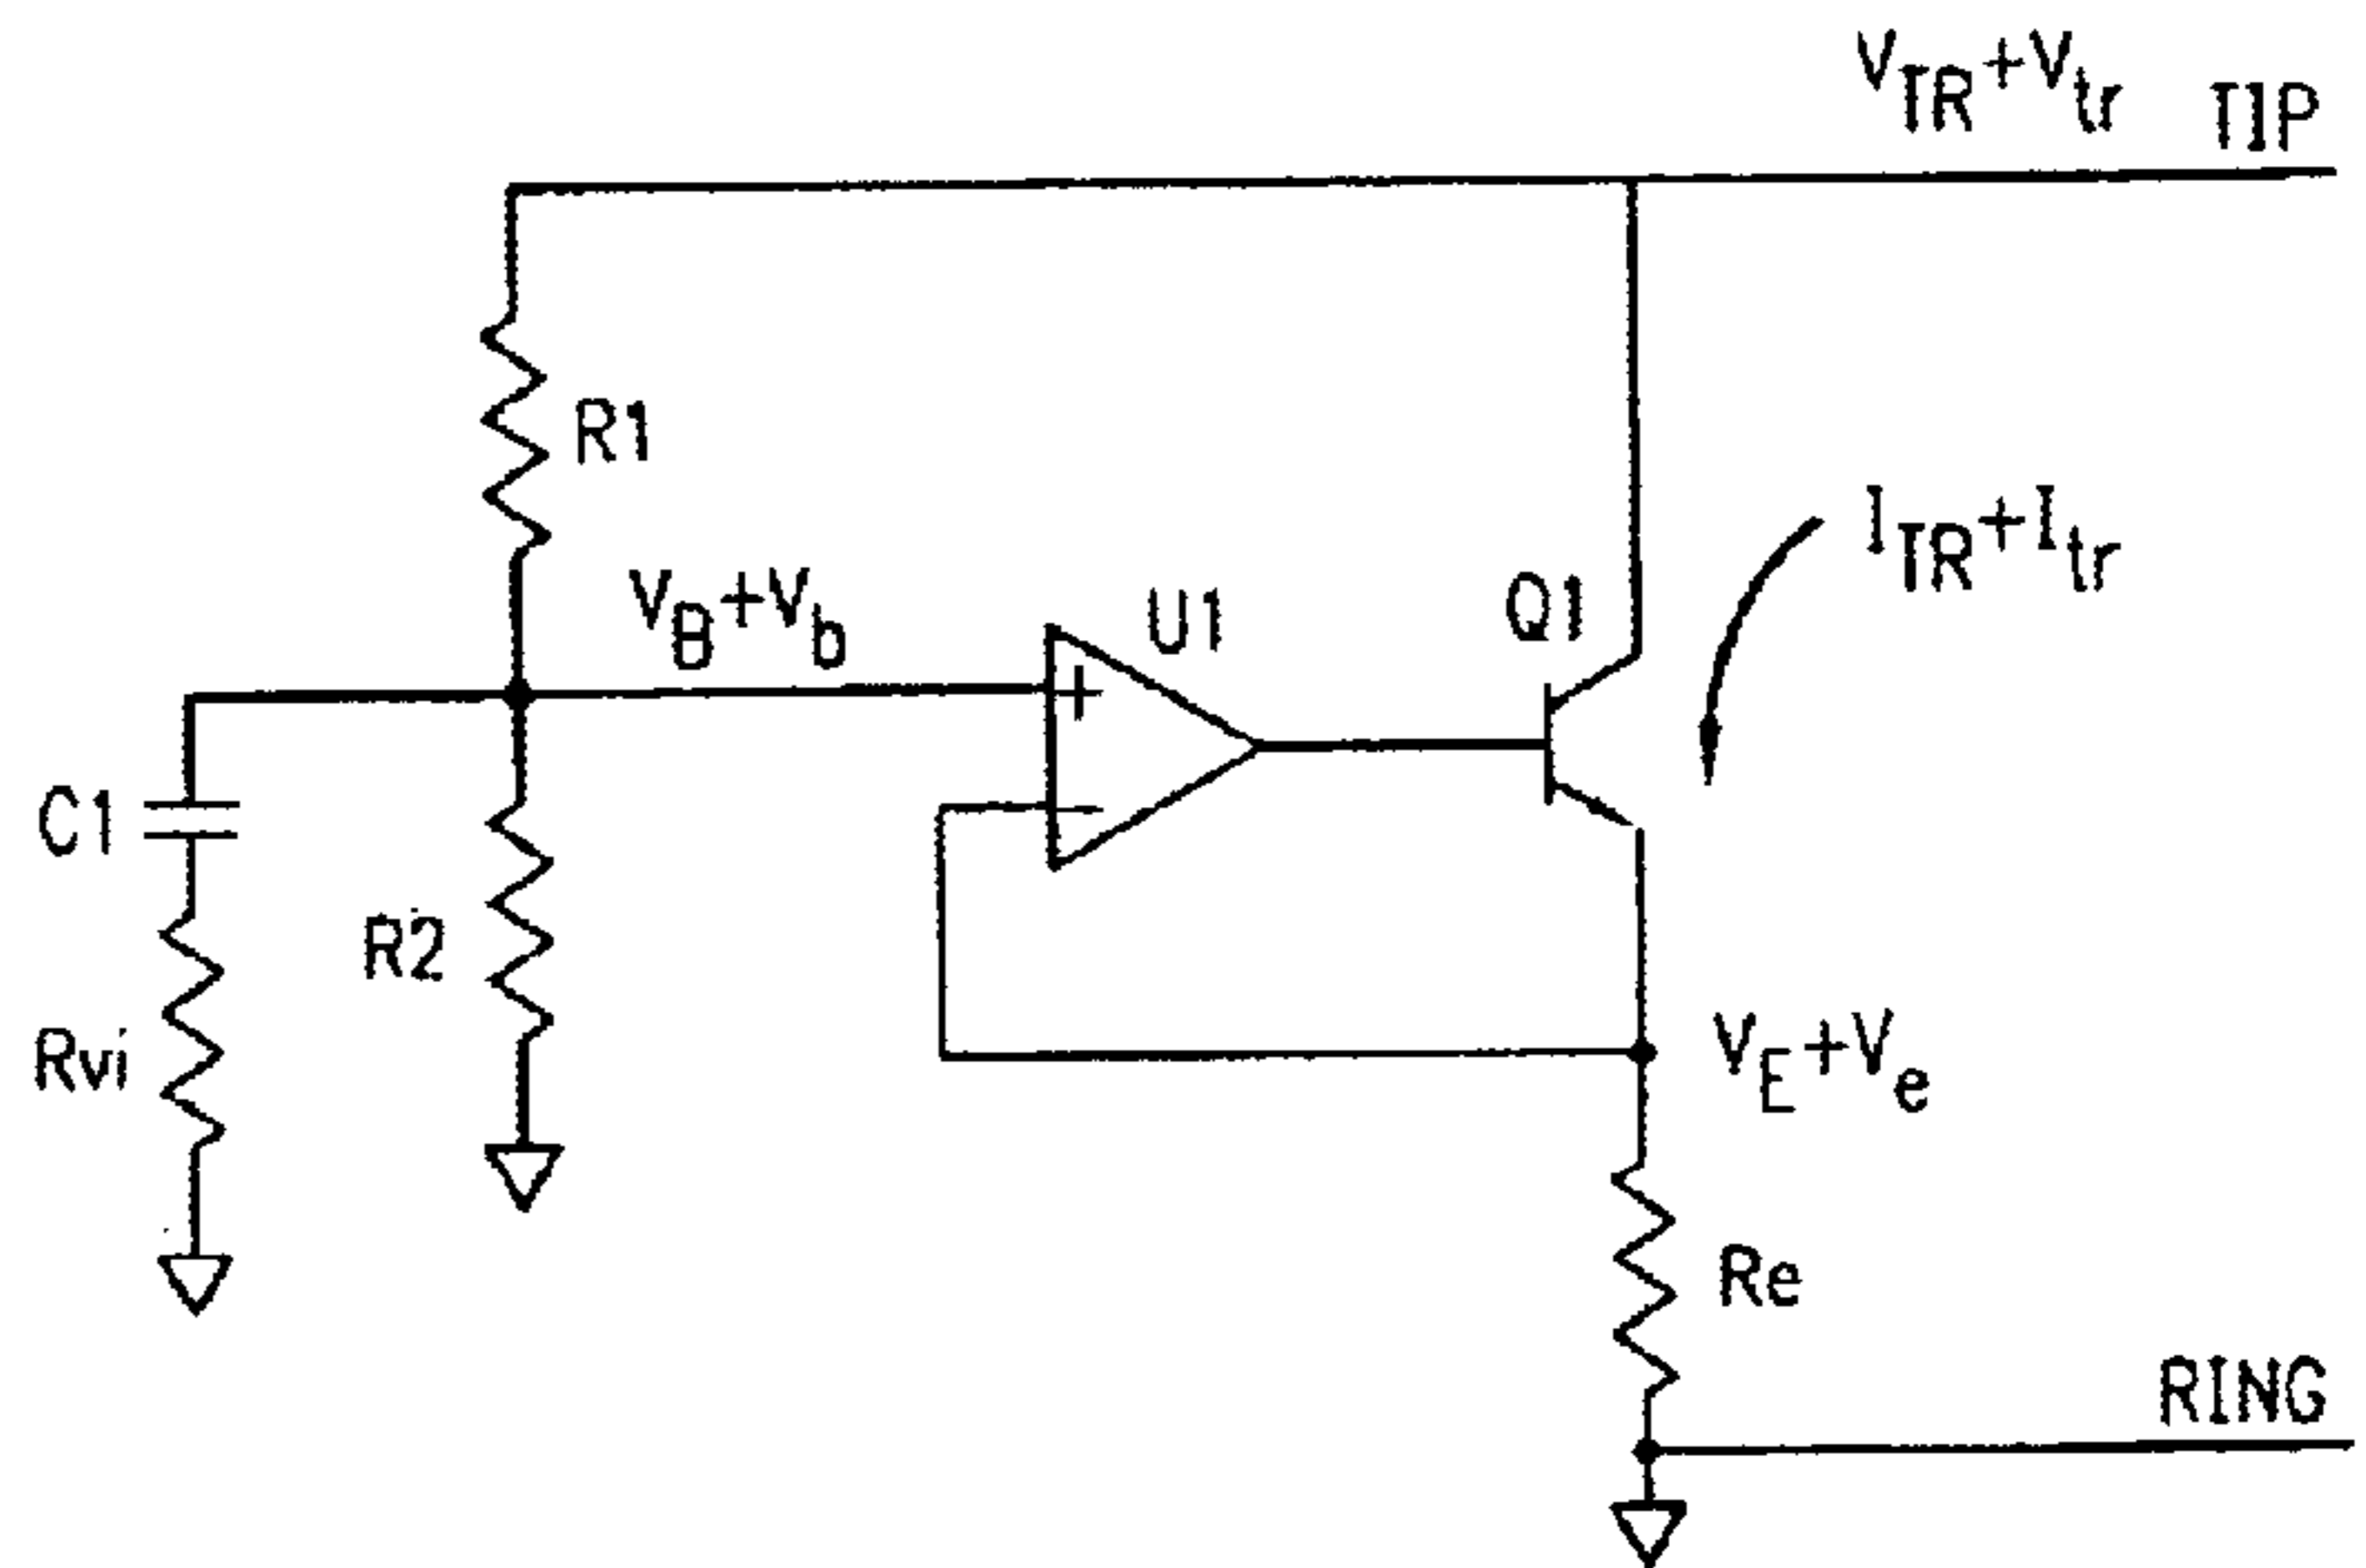 V_TR+V_tr TIP
R1
I_TR+I_tr
V_B+V_b
U1
Q1
+
−
C1
R2
Rvi
V_E+V_e
Re
RING